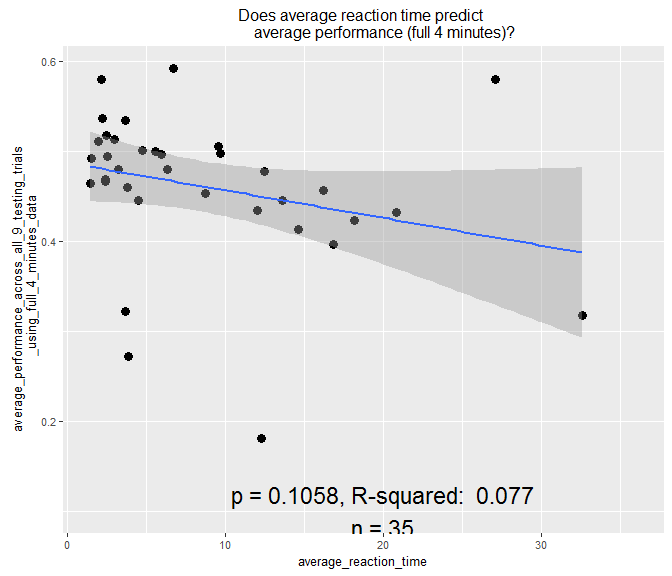 Does average reaction time predict
average performance (full 4 minutes)?
average_performance_across_all_9_testing_trials
_using_full_4_minutes_data
0.6
0.4
0.2
p = 0.1058, R-squared:  0.077
n = 35
0
10
20
30
average_reaction_time